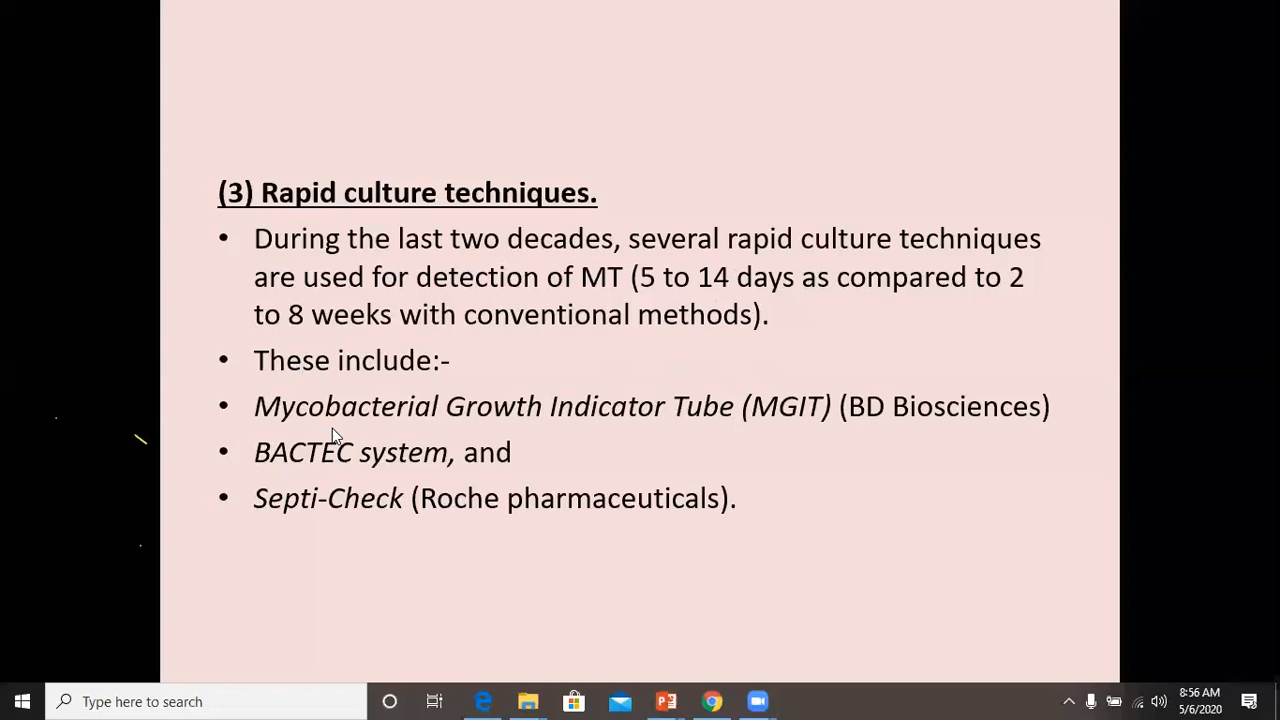 (3) Rapid culture techniques.
• During the last two decades, several rapid culture techniques
are used for detection of MT (5 to 14 days as compared to 2
to 8 weeks with conventional methods).
• These include:-
• Mycobacterial Growth Indicator Tube (MGIT) (BD Biosciences)
• BACTEC system, and
• Septi-Check (Roche pharmaceuticals).
Type here to search
8:56 AM
5/6/2020